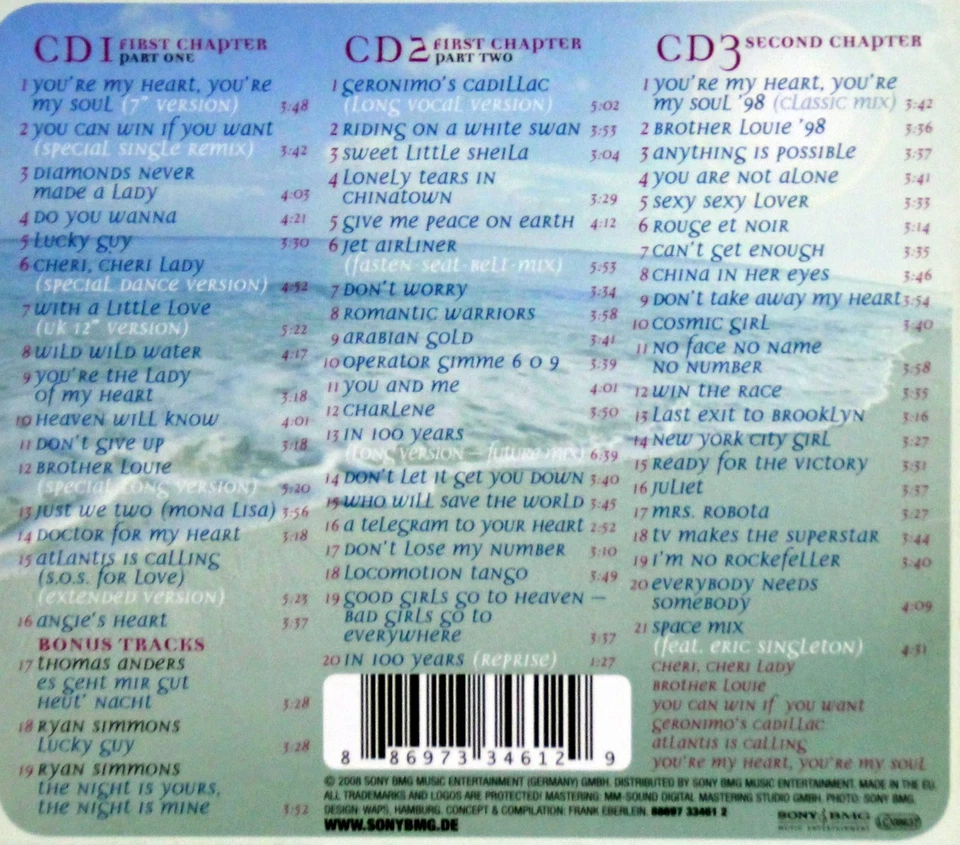 CD1 FIRST CHAPTER
PART ONE
1 YOU'RE MY HEART, YOU'RE
MY SOUL (7" VERSION) 3:48
2 YOU CAN WIN IF YOU WANT
(SPECIAL SINGLE REMIX) 3:42
3 DIAMONDS NEVER
MADE A LADY 4:03
4 DO YOU WANNA 4:21
5 LUCKY GUY 3:30
6 CHERI, CHERI LADY
(SPECIAL DANCE VERSION) 4:52
7 WITH A LITTLE LOVE
(UK 12" VERSION) 5:22
8 WILD WILD WATER 4:17
9 YOU'RE THE LADY
OF MY HEART 3:18
10 HEAVEN WILL KNOW 4:01
11 DON'T GIVE UP 3:18
12 BROTHER LOUIE
(SPECIAL LONG VERSION) 5:20
13 JUST WE TWO (MONA LISA) 3:56
14 DOCTOR FOR MY HEART 3:18
15 ATLANTIS IS CALLING
(S.O.S. FOR LOVE)
(EXTENDED VERSION) 5:23
16 ANGIE'S HEART 3:37
BONUS TRACKS
17 THOMAS ANDERS
ES GEHT MIR GUT
HEUT' NACHT 3:28
18 RYAN SIMMONS
LUCKY GUY 3:28
19 RYAN SIMMONS
THE NIGHT IS YOURS,
THE NIGHT IS MINE 3:52
CD2 FIRST CHAPTER
PART TWO
1 GERONIMO'S CADILLAC
(LONG VOCAL VERSION) 5:02
2 RIDING ON A WHITE SWAN 3:53
3 SWEET LITTLE SHEILA 3:04
4 LONELY TEARS IN
CHINATOWN 3:29
5 GIVE ME PEACE ON EARTH 4:12
6 JET AIRLINER
(FASTEN-SEAT-BELT-MIX) 5:53
7 DON'T WORRY 3:34
8 ROMANTIC WARRIORS 3:58
9 ARABIAN GOLD 3:41
10 OPERATOR GIMME 6 0 9 3:39
11 YOU AND ME 4:01
12 CHARLENE 3:50
13 IN 100 YEARS
(LONG VERSION – FUTURE MIX) 6:39
14 DON'T LET IT GET YOU DOWN 3:40
15 WHO WILL SAVE THE WORLD 3:45
16 A TELEGRAM TO YOUR HEART 2:52
17 DON'T LOSE MY NUMBER 3:10
18 LOCOMOTION TANGO 3:49
19 GOOD GIRLS GO TO HEAVEN –
BAD GIRLS GO TO
EVERYWHERE 3:37
20 IN 100 YEARS (REPRISE) 1:27
8 86973 34612 9
CD3 SECOND CHAPTER
1 YOU'RE MY HEART, YOU'RE
MY SOUL '98 (CLASSIC MIX) 3:42
2 BROTHER LOUIE '98 3:36
3 ANYTHING IS POSSIBLE 3:37
4 YOU ARE NOT ALONE 3:41
5 SEXY SEXY LOVER 3:33
6 ROUGE ET NOIR 3:14
7 CAN'T GET ENOUGH 3:35
8 CHINA IN HER EYES 3:46
9 DON'T TAKE AWAY MY HEART 3:54
10 COSMIC GIRL 3:40
11 NO FACE NO NAME
NO NUMBER 3:58
12 WIN THE RACE 3:35
13 LAST EXIT TO BROOKLYN 3:16
14 NEW YORK CITY GIRL 3:27
15 READY FOR THE VICTORY 3:31
16 JULIET 3:37
17 MRS. ROBOTA 3:27
18 TV MAKES THE SUPERSTAR 3:44
19 I'M NO ROCKEFELLER 3:40
20 EVERYBODY NEEDS
SOMEBODY 4:09
21 SPACE MIX
(FEAT. ERIC SINGLETON) 4:31
CHERI, CHERI LADY
BROTHER LOUIE
YOU CAN WIN IF YOU WANT
GERONIMO'S CADILLAC
ATLANTIS IS CALLING
YOU'RE MY HEART, YOU'RE MY SOUL
© 2008 SONY BMG MUSIC ENTERTAINMENT (GERMANY) GMBH. DISTRIBUTED BY SONY BMG MUSIC ENTERTAINMENT. MADE IN THE EU.
ALL TRADEMARKS AND LOGOS ARE PROTECTED. MASTERING: MM-SOUND DIGITAL MASTERING STUDIO GMBH. PHOTO: SONY BMG.
DESIGN: WAPS, HAMBURG. CONCEPT & COMPILATION: FRANK EBERLEIN. 88697 33461 2
WWW.SONYBMG.DE
SONY BMG
MUSIC ENTERTAINMENT